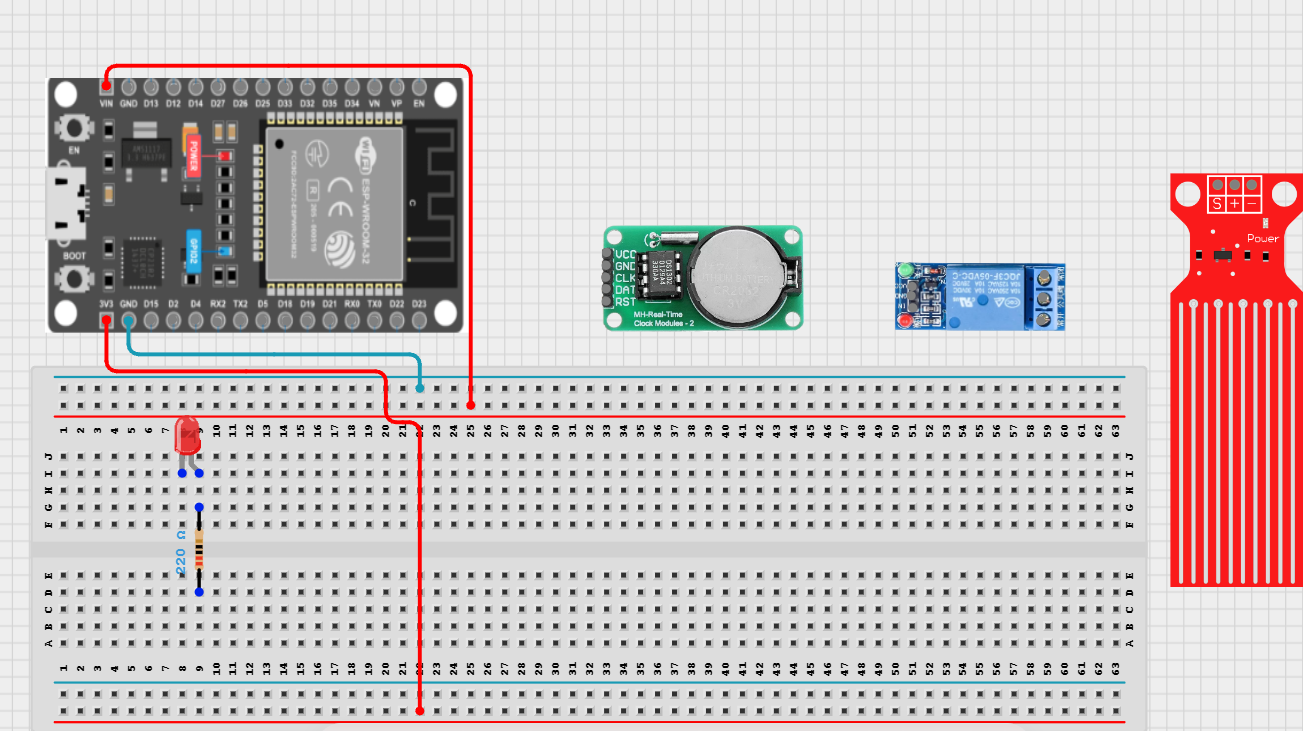 VIN GND D13 D12 D14 D27 D26 D25 D33 D32 D35 D34 VN VP EN
EN
POWER
GPIO2
BOOT
WiFi ESP-WROOM-32
CE
R
C
3V3 GND D15 D2 D4 RX2 TX2 D5 D18 D19 D21 RX0 TX0 D22 D23
VCC
GND
CLK
DAT
RST
DS1302
MH-Real-Time
Clock Modules - 2
JQC3F-05VDC-C
S + −
Power
1 2 3 4 5 6 7 9 10 11 12 13 14 15 16 17 18 19 20 21 22 23 24 25 26 27 28 29 30 31 32 33 34 35 36 37 38 39 40 41 42 43 44 45 46 47 48 49 50 51 52 53 54 55 56 57 58 59 60 61 62 63
J J
I I
H H
G G
F F
220 Ω
E E
D D
C C
B B
A A
1 2 3 4 5 6 7 8 9 10 11 12 13 14 15 16 17 18 19 20 21 22 23 24 25 26 27 28 29 30 31 32 33 34 35 36 37 38 39 40 41 42 43 44 45 46 47 48 49 50 51 52 53 54 55 56 57 58 59 60 61 62 63